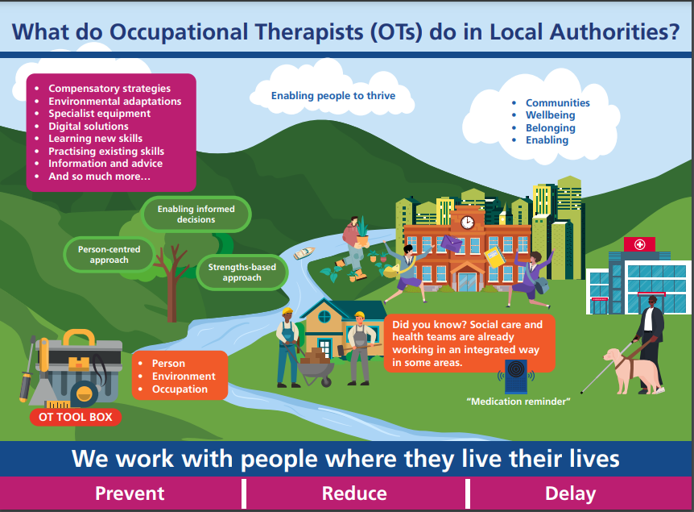 What do Occupational Therapists (OTs) do in Local Authorities?
• Compensatory strategies
• Environmental adaptations
• Specialist equipment
• Digital solutions
• Learning new skills
• Practising existing skills
• Information and advice
• And so much more...
Enabling people to thrive
• Communities
• Wellbeing
• Belonging
• Enabling
Enabling informed
decisions
Person-centred
approach
Strengths-based
approach
Did you know? Social care and
health teams are already
working in an integrated way
in some areas.
• Person
• Environment
• Occupation
OT TOOL BOX
“Medication reminder”
We work with people where they live their lives
Prevent
Reduce
Delay